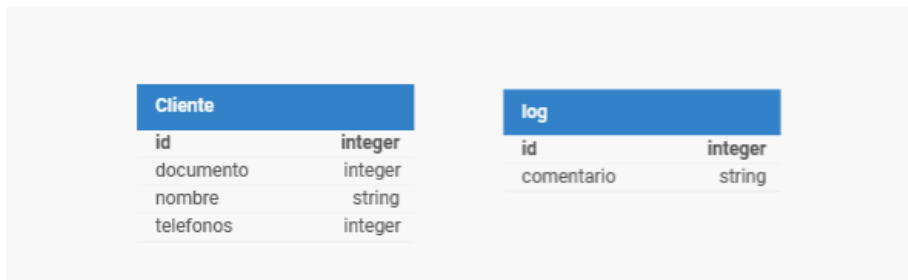 Cliente
id integer
documento integer
nombre string
telefonos integer
log
id integer
comentario string